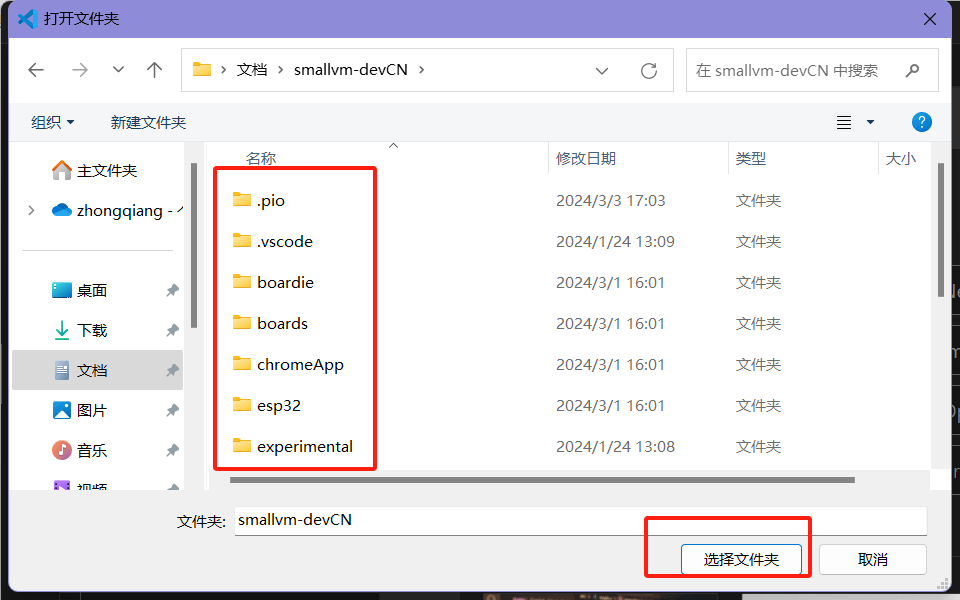 打开文件夹
文档 smallvm-devCN
在 smallvm-devCN 中搜索
组织 新建文件夹
名称 修改日期 类型 大小
主文件夹
zhongqiang -
桌面
下载
文档
图片
音乐
视频
.pio 2024/3/3 17:03 文件夹
.vscode 2024/1/24 13:09 文件夹
boardie 2024/3/1 16:01 文件夹
boards 2024/3/1 16:01 文件夹
chromeApp 2024/3/1 16:01 文件夹
esp32 2024/3/1 16:01 文件夹
experimental 2024/1/24 13:08 文件夹
文件夹: smallvm-devCN
选择文件夹 取消